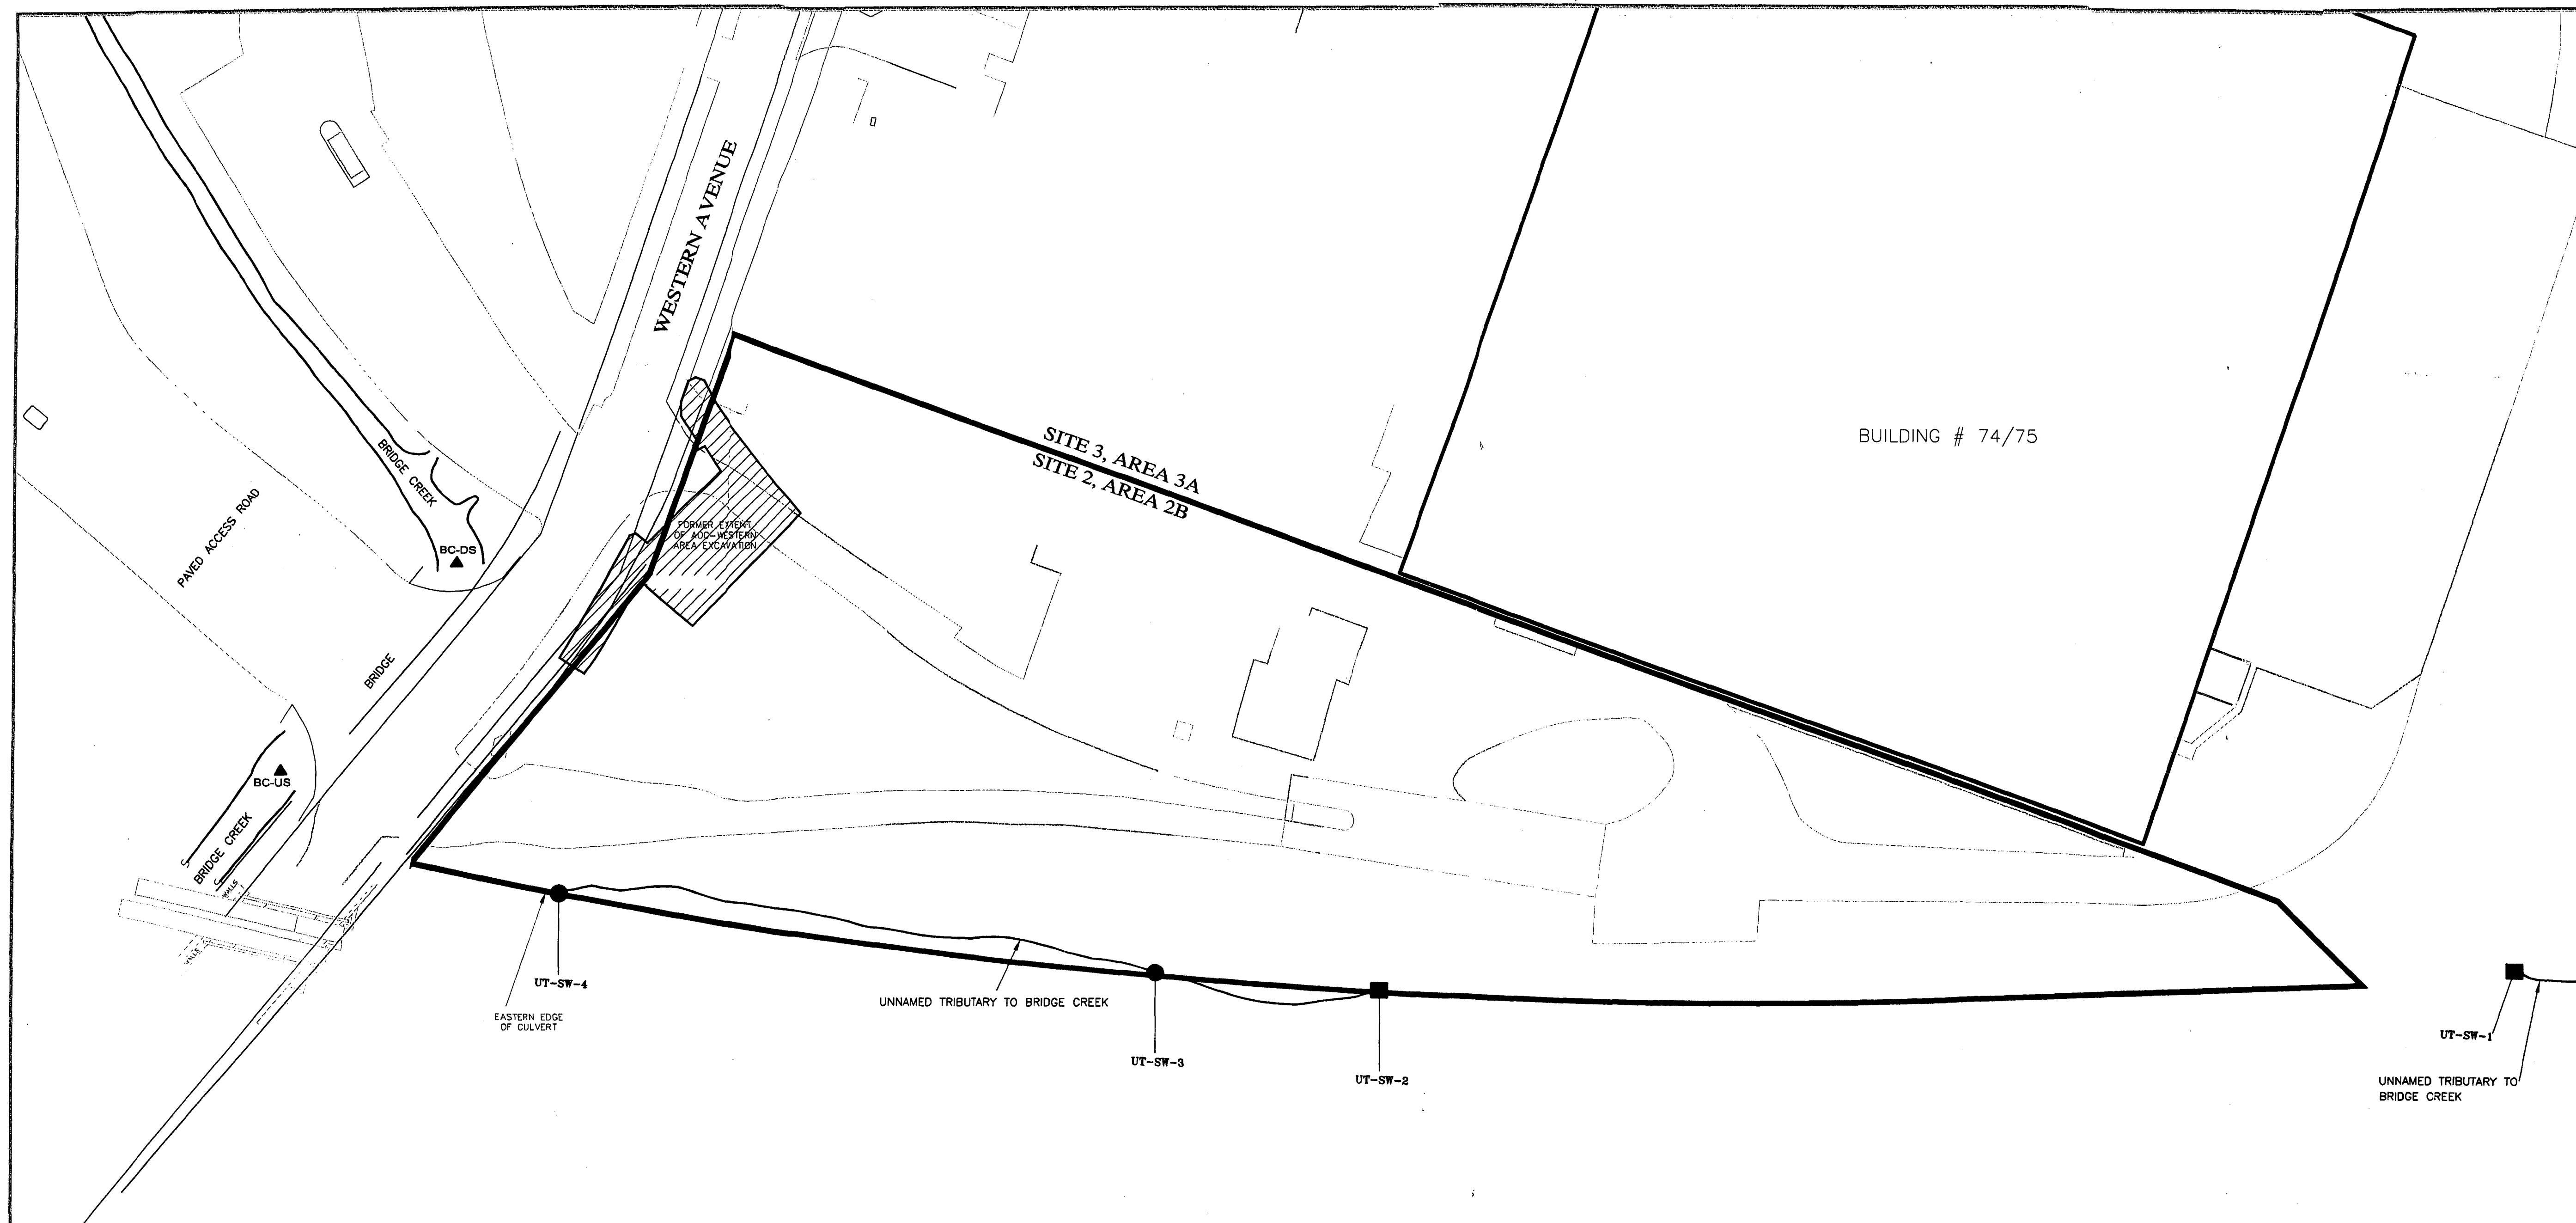 WESTERN AVENUE
BUILDING # 74/75
SITE 3, AREA 3A
SITE 2, AREA 2B
BRIDGE CREEK
PAVED ACCESS ROAD
BC-DS
FORMER EXTENT
OF AOC-WESTERN
AREA EXCAVATION
BRIDGE
BC-US
BRIDGE CREEK
WALLS
WALLS
UT-SW-4
EASTERN EDGE
OF CULVERT
UNNAMED TRIBUTARY TO BRIDGE CREEK
UT-SW-3
UT-SW-2
UT-SW-1
UNNAMED TRIBUTARY TO
BRIDGE CREEK